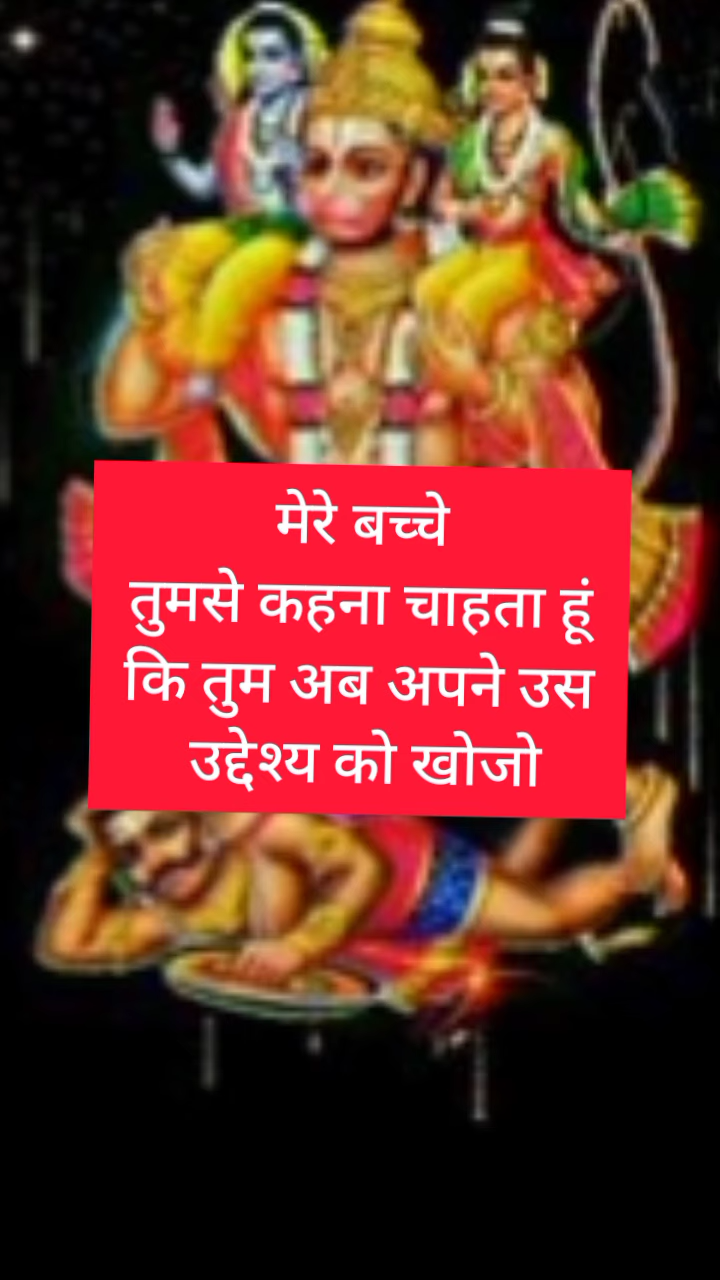 मेरे बच्चे
तुमसे कहना चाहता हूं
कि तुम अब अपने उस
उद्देश्य को खोजो